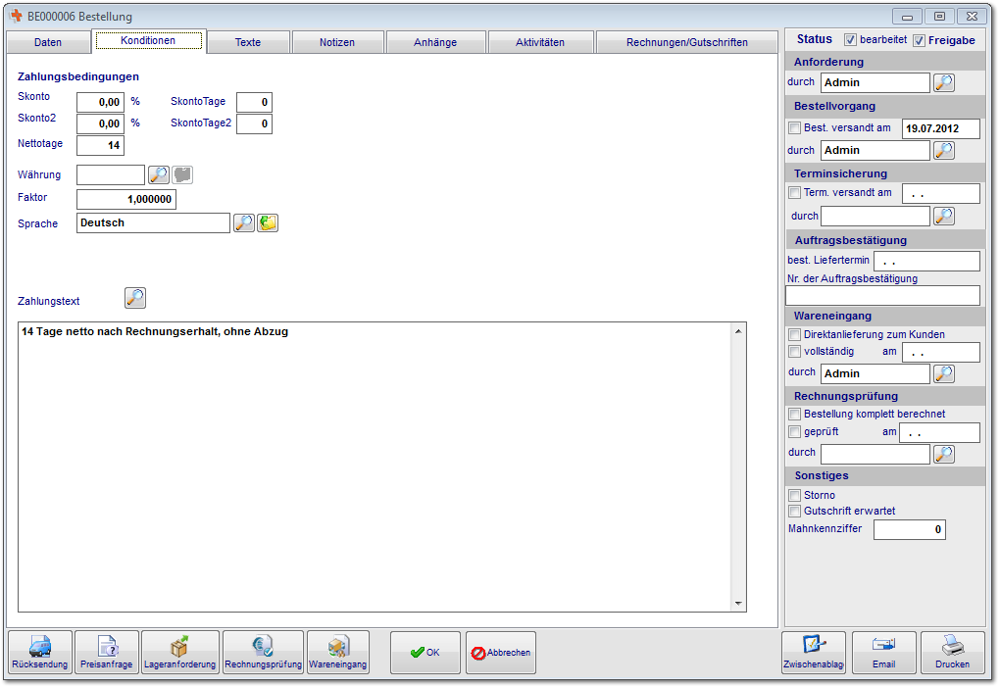 BE000006 Bestellung
Daten
Konditionen
Texte
Notizen
Anhänge
Aktivitäten
Rechnungen/Gutschriften
Zahlungsbedingungen
Skonto 0,00 % SkontoTage 0
Skonto2 0,00 % SkontoTage2 0
Nettotage 14
Währung
Faktor 1,000000
Sprache Deutsch
Zahlungstext
14 Tage netto nach Rechnungserhalt, ohne Abzug
Status bearbeitet Freigabe
Anforderung
durch Admin
Bestellvorgang
Best. versandt am 19.07.2012
durch Admin
Terminsicherung
Term. versandt am . .
durch
Auftragsbestätigung
best. Liefertermin . .
Nr. der Auftragsbestätigung
Wareneingang
Direktanlieferung zum Kunden
vollständig am . .
durch Admin
Rechnungsprüfung
Bestellung komplett berechnet
geprüft am . .
durch
Sonstiges
Storno
Gutschrift erwartet
Mahnkennziffer 0
Rücksendung
Preisanfrage
Lageranforderung
Rechnungsprüfung
Wareneingang
OK
Abbrechen
Zwischenablag
Email
Drucken